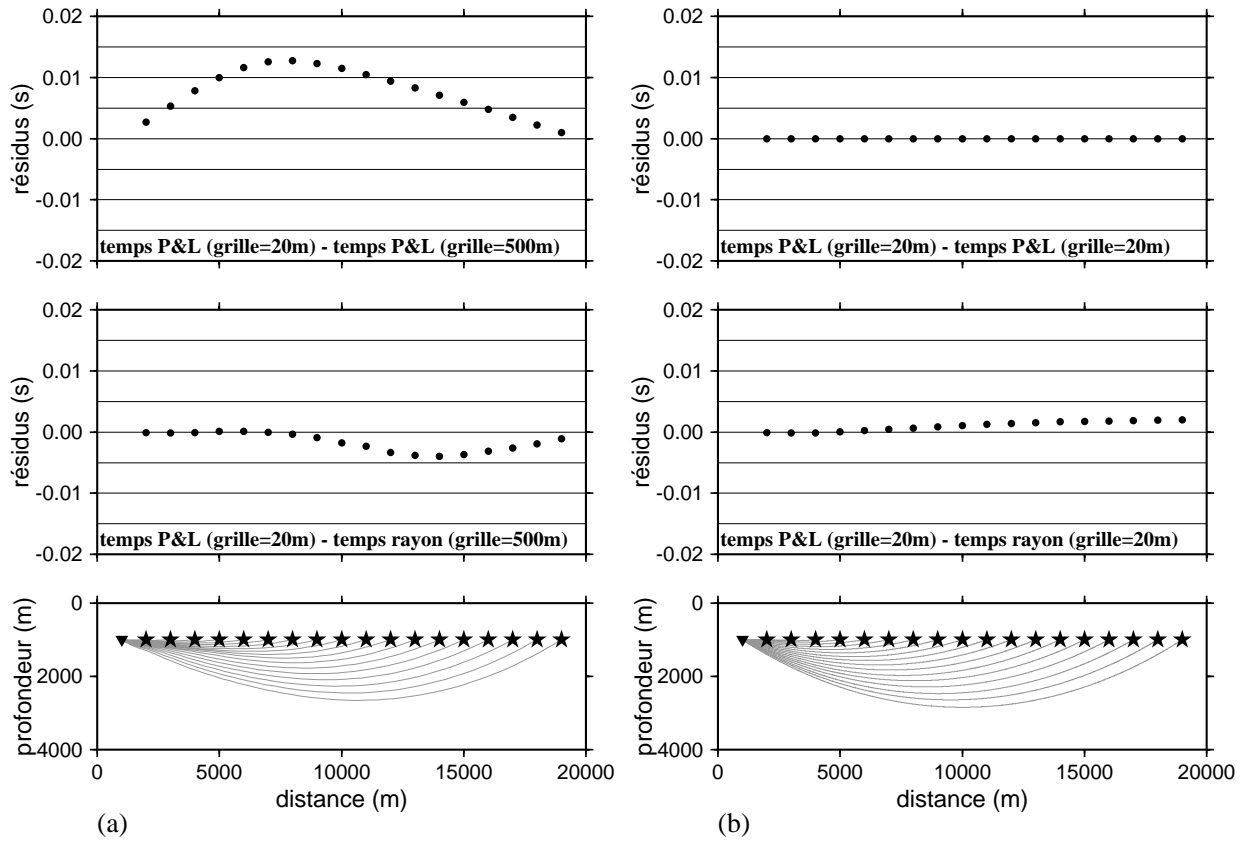 0.02
0.01
0.00
-0.01
-0.02
résidus (s)
temps P&L (grille=20m) - temps P&L (grille=500m)
0.02
0.01
0.00
-0.01
-0.02
résidus (s)
temps P&L (grille=20m) - temps P&L (grille=20m)
0.02
0.01
0.00
-0.01
-0.02
résidus (s)
temps P&L (grille=20m) - temps rayon (grille=500m)
0.02
0.01
0.00
-0.01
-0.02
résidus (s)
temps P&L (grille=20m) - temps rayon (grille=20m)
0
2000
4000
profondeur (m)
0 5000 10000 15000 20000
distance (m)
(a)
0
2000
4000
profondeur (m)
0 5000 10000 15000 20000
distance (m)
(b)